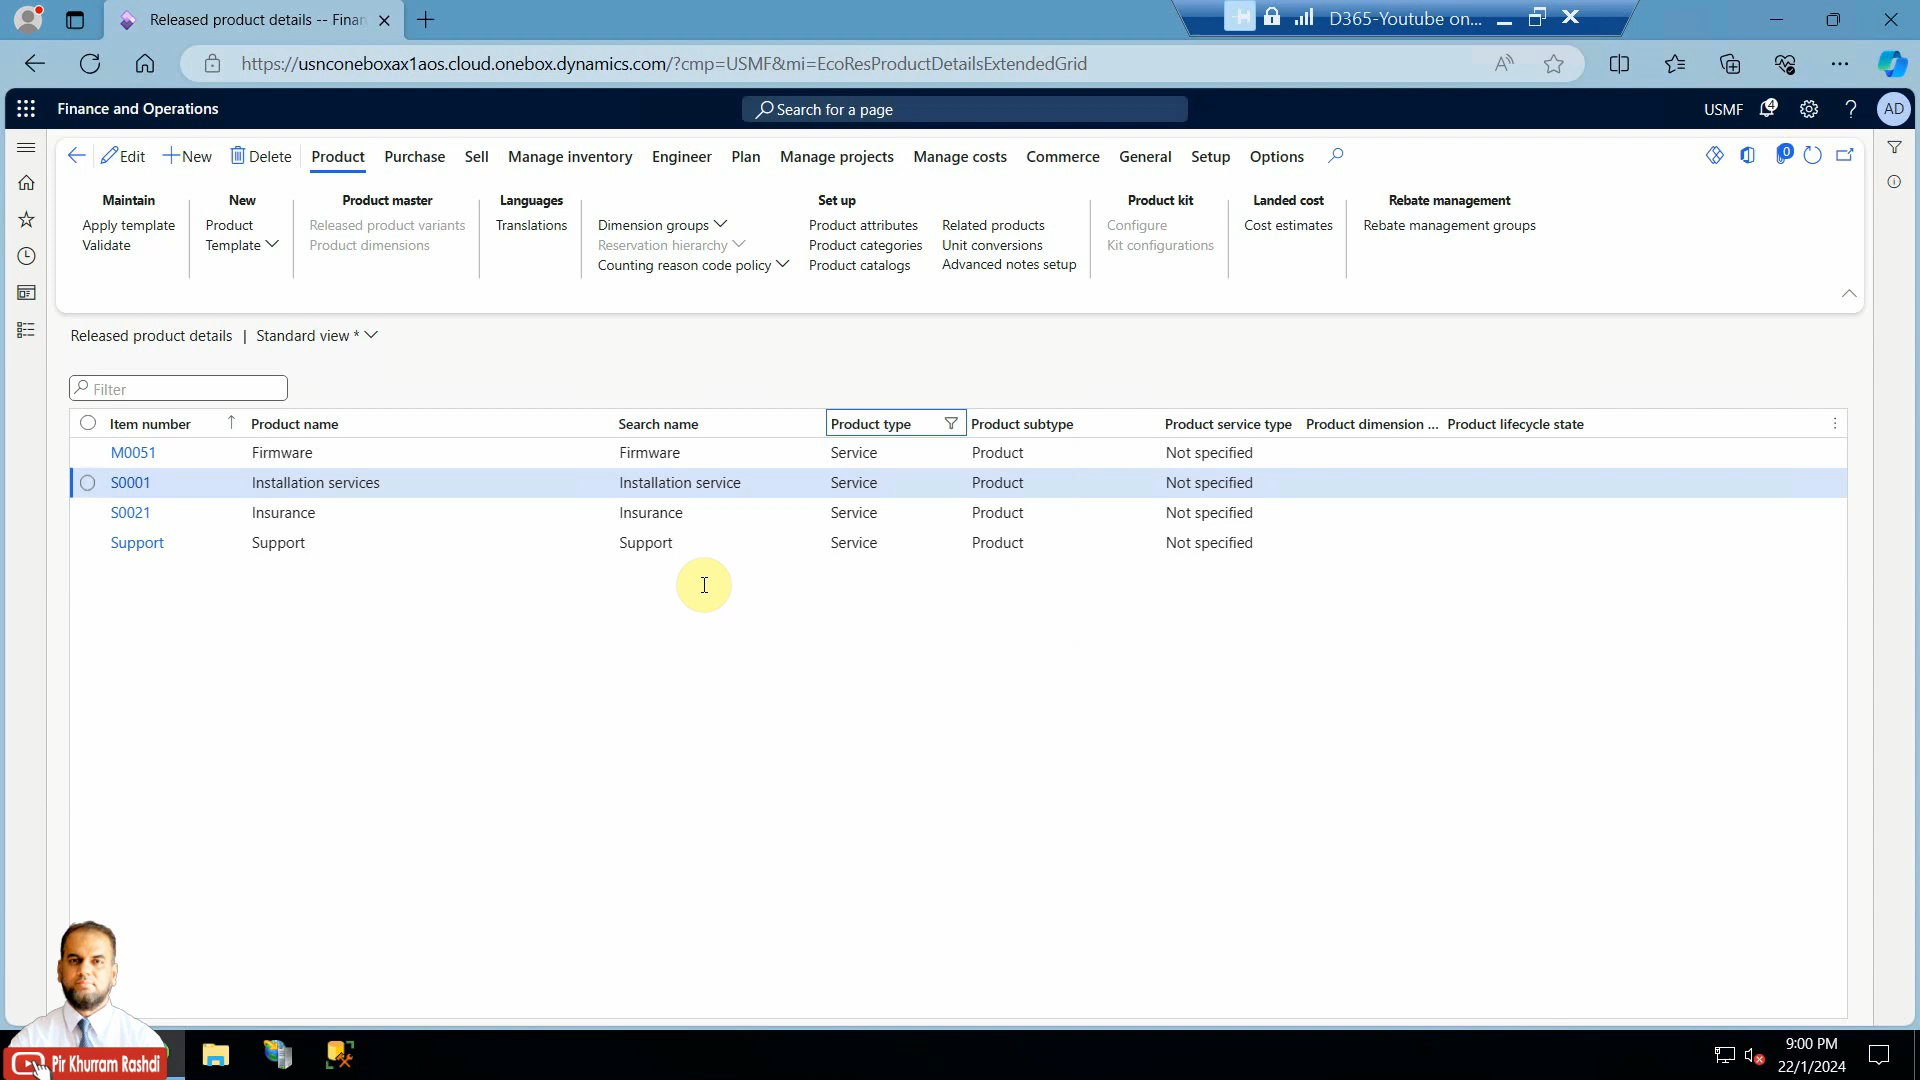 Released product details -- Finan
D365-Youtube on...
https://usnconeboxax1aos.cloud.onebox.dynamics.com/?cmp=USMF&mi=EcoResProductDetailsExtendedGrid
Finance and Operations
Search for a page
USMF
4
?
AD
Edit
New
Delete
Product
Purchase
Sell
Manage inventory
Engineer
Plan
Manage projects
Manage costs
Commerce
General
Setup
Options
0
Maintain
Apply template
Validate
New
Product
Template
Product master
Released product variants
Product dimensions
Languages
Translations
Set up
Dimension groups
Reservation hierarchy
Counting reason code policy
Product attributes
Product categories
Product catalogs
Related products
Unit conversions
Advanced notes setup
Product kit
Configure
Kit configurations
Landed cost
Cost estimates
Rebate management
Rebate management groups
Released product details | Standard view *
Filter
Item number Product name Search name Product type Product subtype Product service type Product dimension ... Product lifecycle state
M0051 Firmware Firmware Service Product Not specified
S0001 Installation services Installation service Service Product Not specified
S0021 Insurance Insurance Service Product Not specified
Support Support Support Service Product Not specified
Pir Khurram Rashdi
9:00 PM
22/1/2024